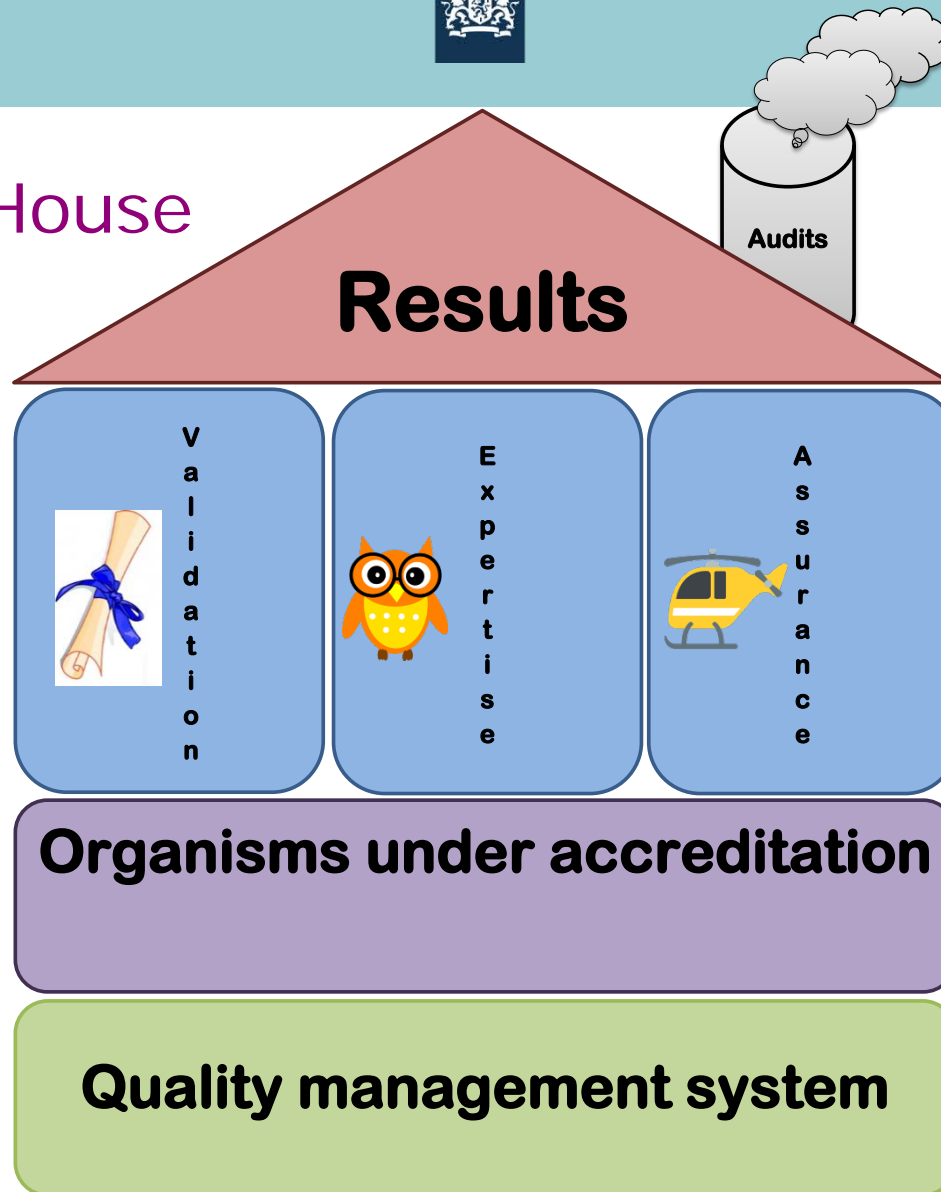 House
Audits
Results
Validation
Expertise
Assurance
Organisms under accreditation
Quality management system